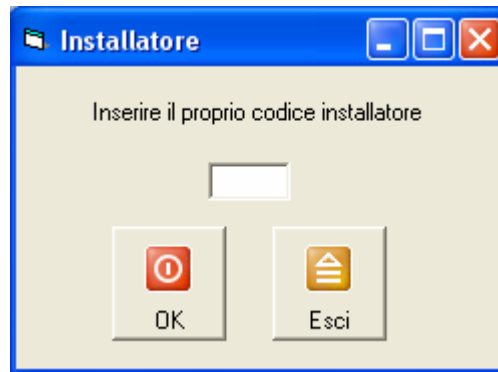 Installatore
Inserire il proprio codice installatore
OK
Esci